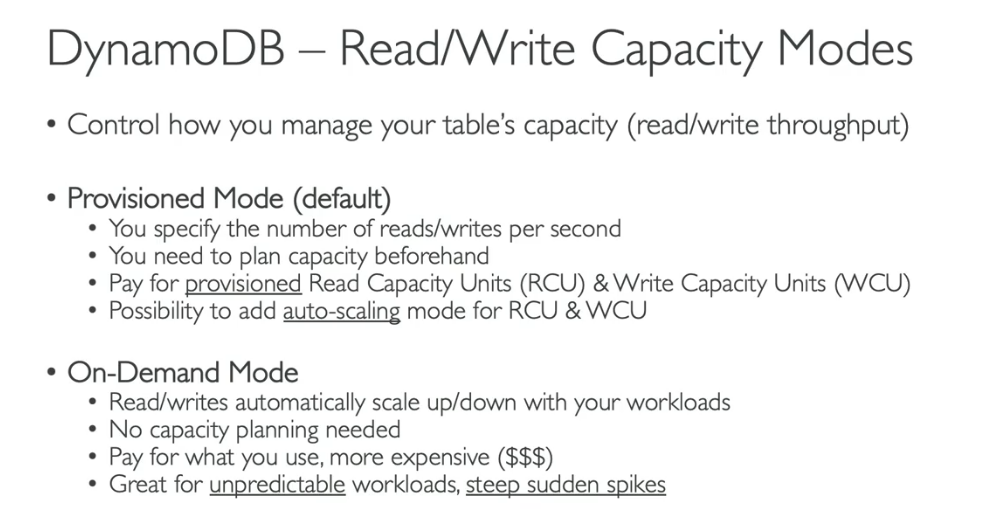 DynamoDB – Read/Write Capacity Modes
• Control how you manage your table's capacity (read/write throughput)
• Provisioned Mode (default)
• You specify the number of reads/writes per second
• You need to plan capacity beforehand
• Pay for provisioned Read Capacity Units (RCU) & Write Capacity Units (WCU)
• Possibility to add auto-scaling mode for RCU & WCU
• On-Demand Mode
• Read/writes automatically scale up/down with your workloads
• No capacity planning needed
• Pay for what you use, more expensive ($$$)
• Great for unpredictable workloads, steep sudden spikes